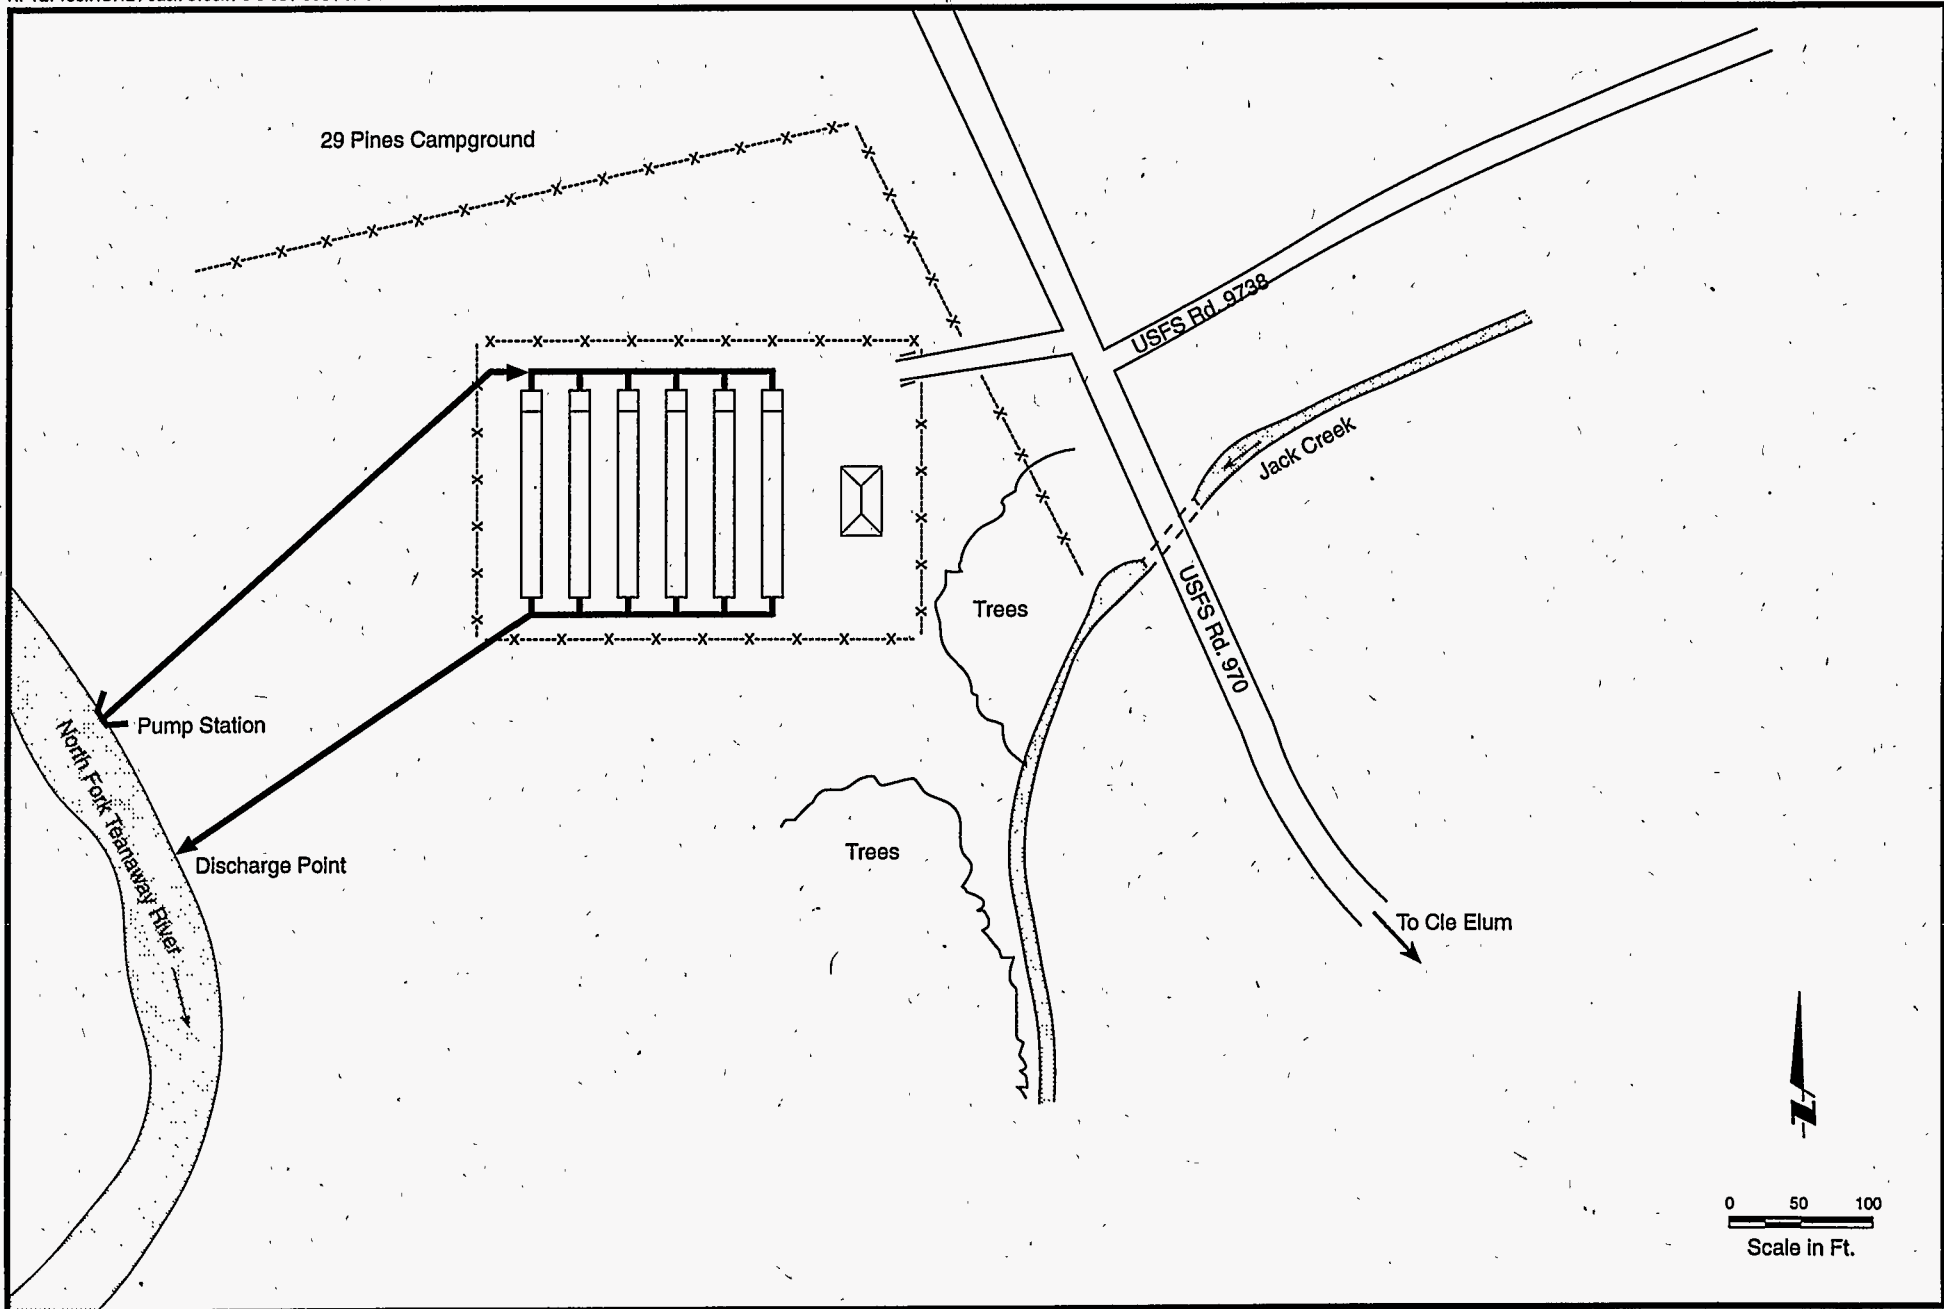 29 Pines Campground
USFS Rd. 9738
Jack Creek
USFS Rd. 970
Trees
Pump Station
North Fork Teanaway River
Trees
Discharge Point
To Cle Elum
N
0 50 100
Scale in Ft.